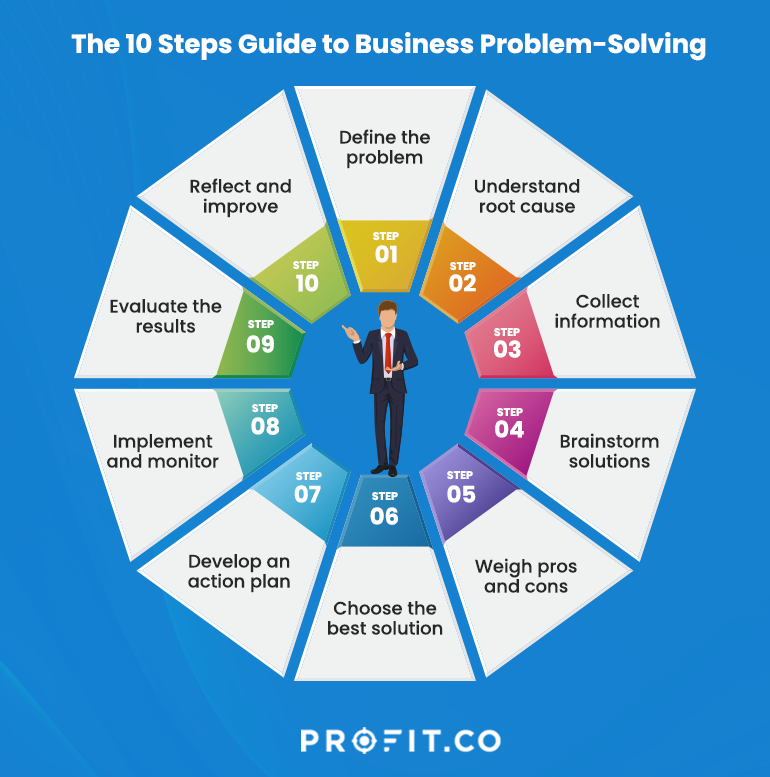 The 10 Steps Guide to Business Problem-Solving
Define the
problem
STEP
01
Understand
root cause
STEP
02
Collect
information
STEP
03
Brainstorm
solutions
STEP
04
Weigh pros
and cons
STEP
05
Choose the
best solution
STEP
06
Develop an
action plan
STEP
07
Implement
and monitor
STEP
08
Evaluate the
results
STEP
09
Reflect and
improve
STEP
10
PROFIT.CO